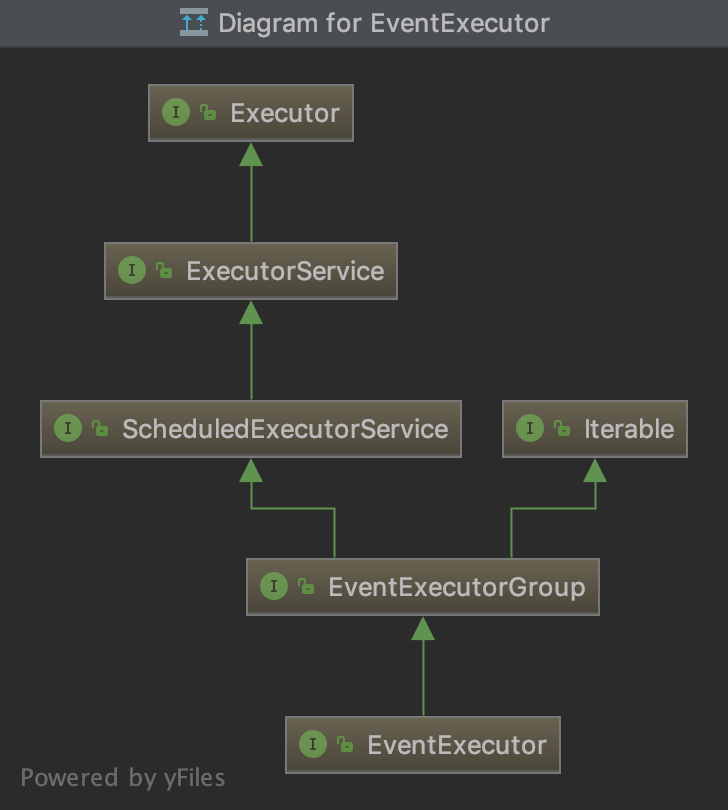 Diagram for EventExecutor
I Executor
I ExecutorService
I ScheduledExecutorService
I Iterable
I EventExecutorGroup
I EventExecutor
Powered by yFiles